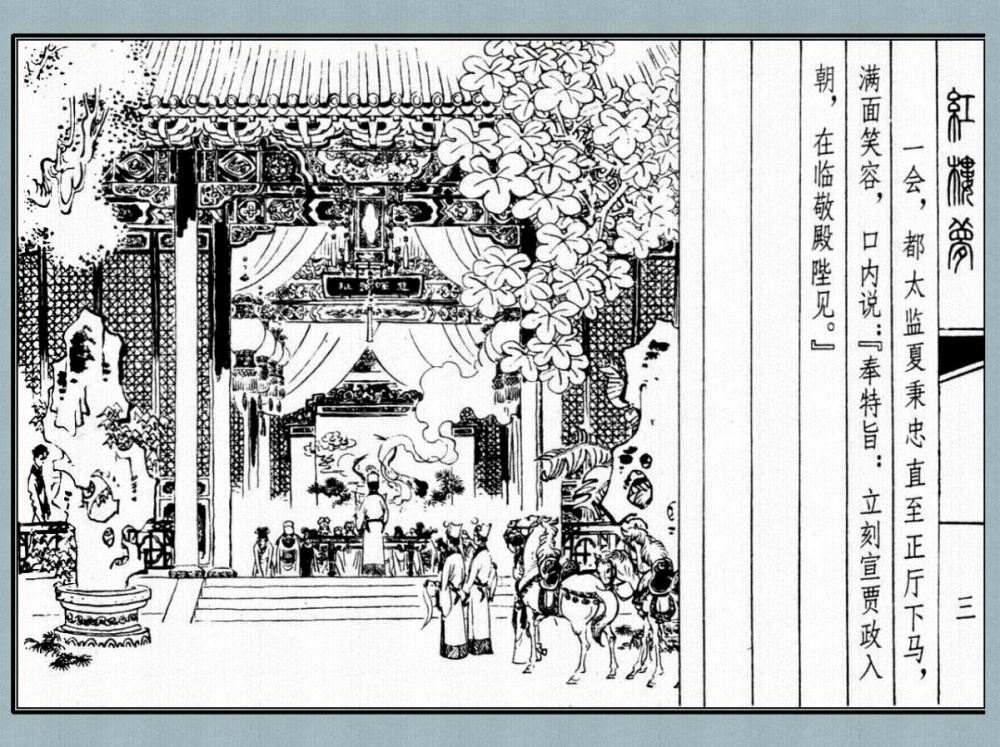 紅樓夢
三
一会，都太监夏秉忠直至正厅下马，
满面笑容，口内说：『奉特旨：立刻宣贾政入
朝，在临敬殿陛见。』